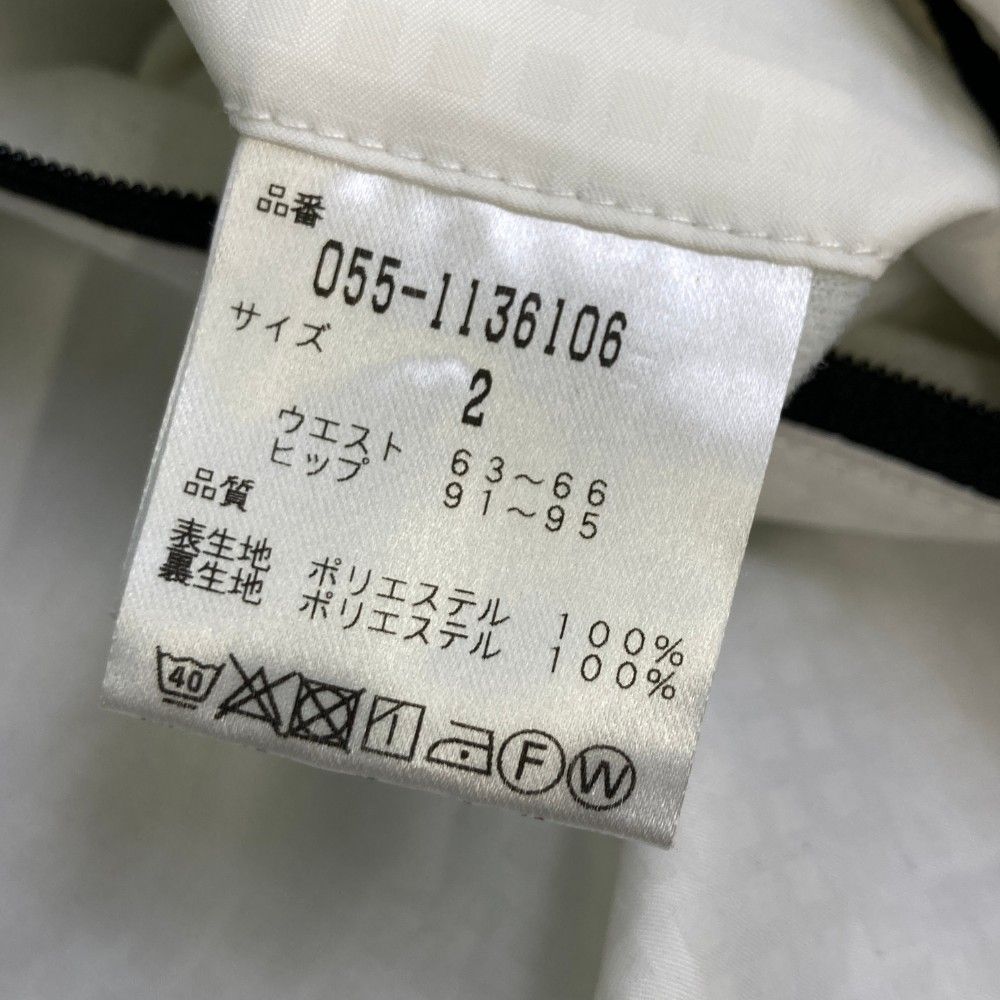 品番
055-1136106
サイズ
2
ウエスト 63～66
ヒップ 91～95
品質
表生地 ポリエステル 100%
裏生地 ポリエステル 100%
40 F W